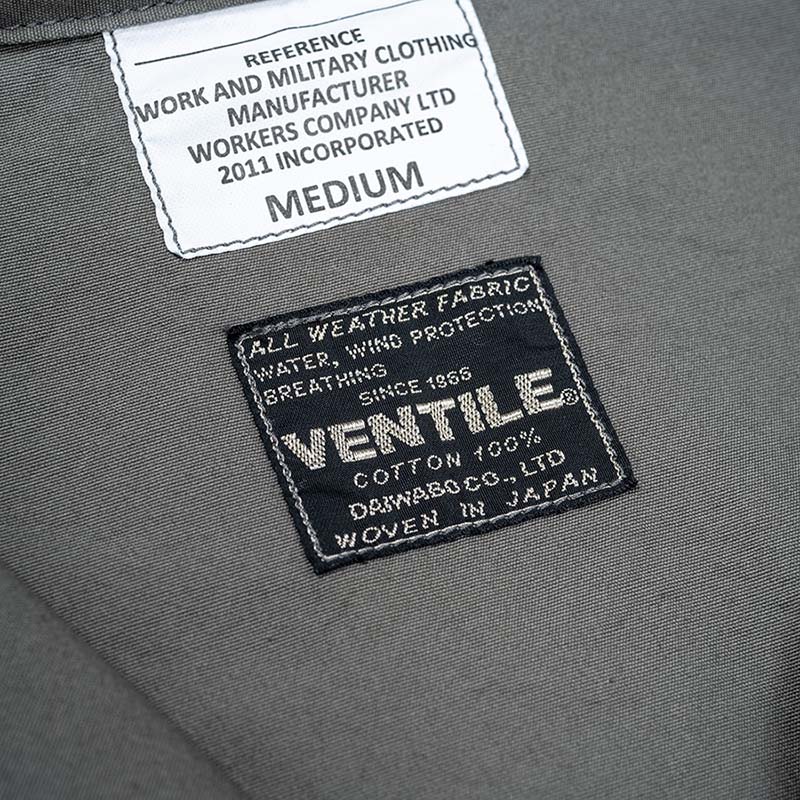 REFERENCE
WORK AND MILITARY CLOTHING
MANUFACTURER
WORKERS COMPANY LTD
2011 INCORPORATED
MEDIUM
ALL WEATHER FABRIC
WATER, WIND PROTECTION
BREATHING
SINCE 1966
VENTILE®
COTTON 100%
DAIWABO CO., LTD
WOVEN IN JAPAN